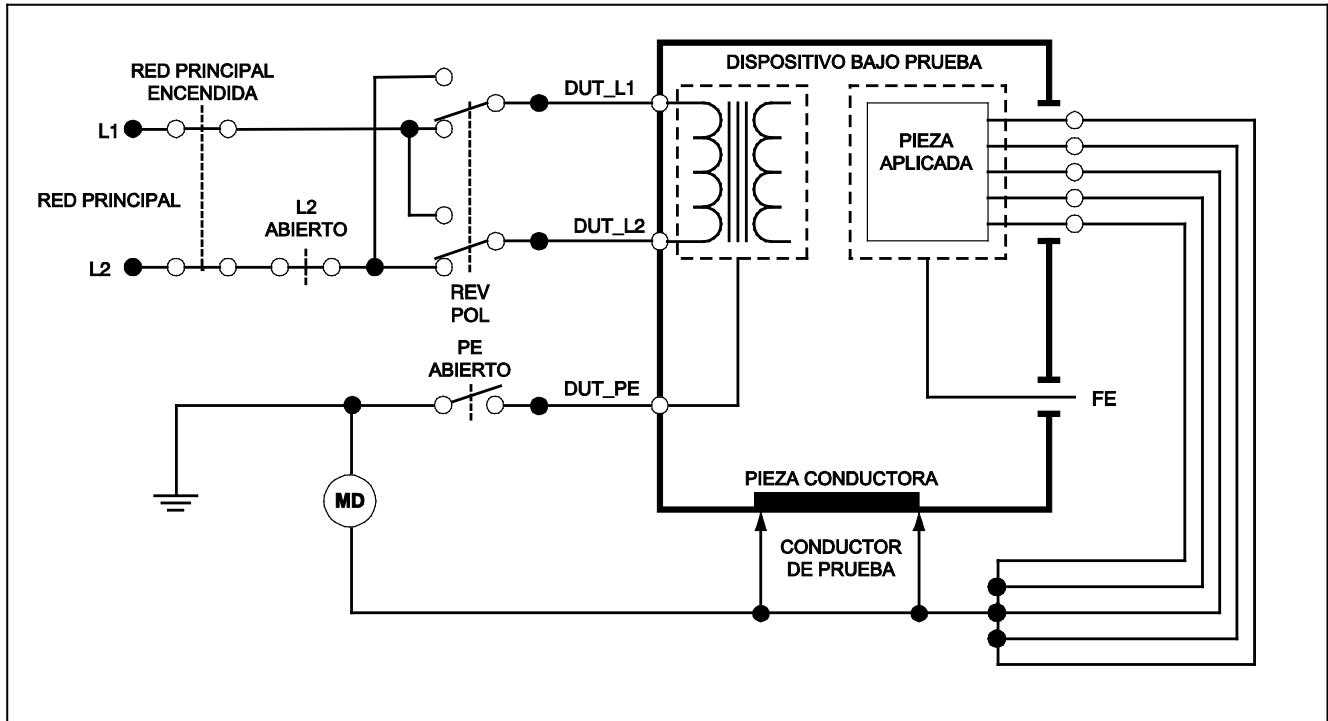 DISPOSITIVO BAJO PRUEBA
RED PRINCIPAL
ENCENDIDA
DUT_L1
L1
PIEZA
APLICADA
RED PRINCIPAL
L2
ABIERTO
DUT_L2
L2
REV
POL
PE
ABIERTO
DUT_PE
FE
PIEZA CONDUCTORA
MD
CONDUCTOR
DE PRUEBA